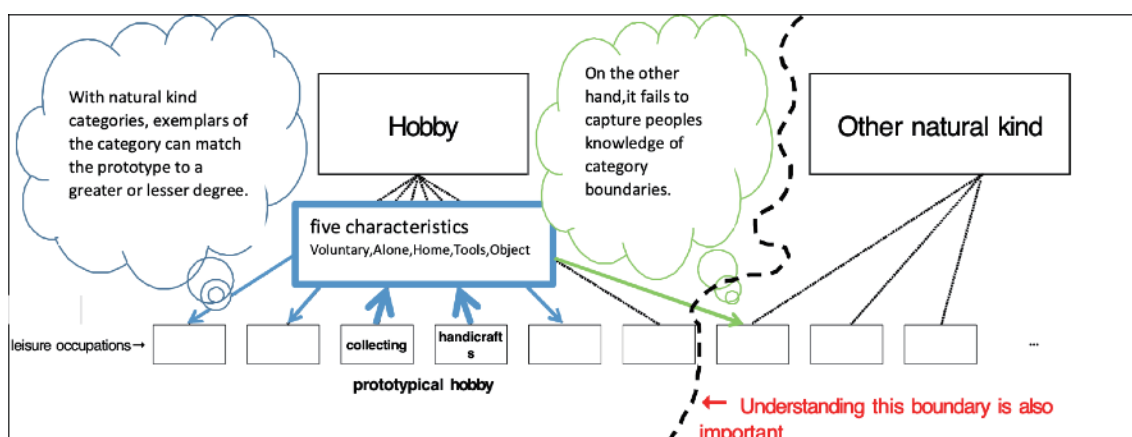 With natural kind
categories, exemplars of
the category can match
the prototype to a
greater or lesser degree.
Hobby
On the other
hand,it fails to
capture peoples
knowledge of
category
boundaries.
Other natural kind
five characteristics
Voluntary,Alone,Home,Tools,Object
leisure occupations→
collecting
handicraft
s
...
prototypical hobby
← Understanding this boundary is also
important